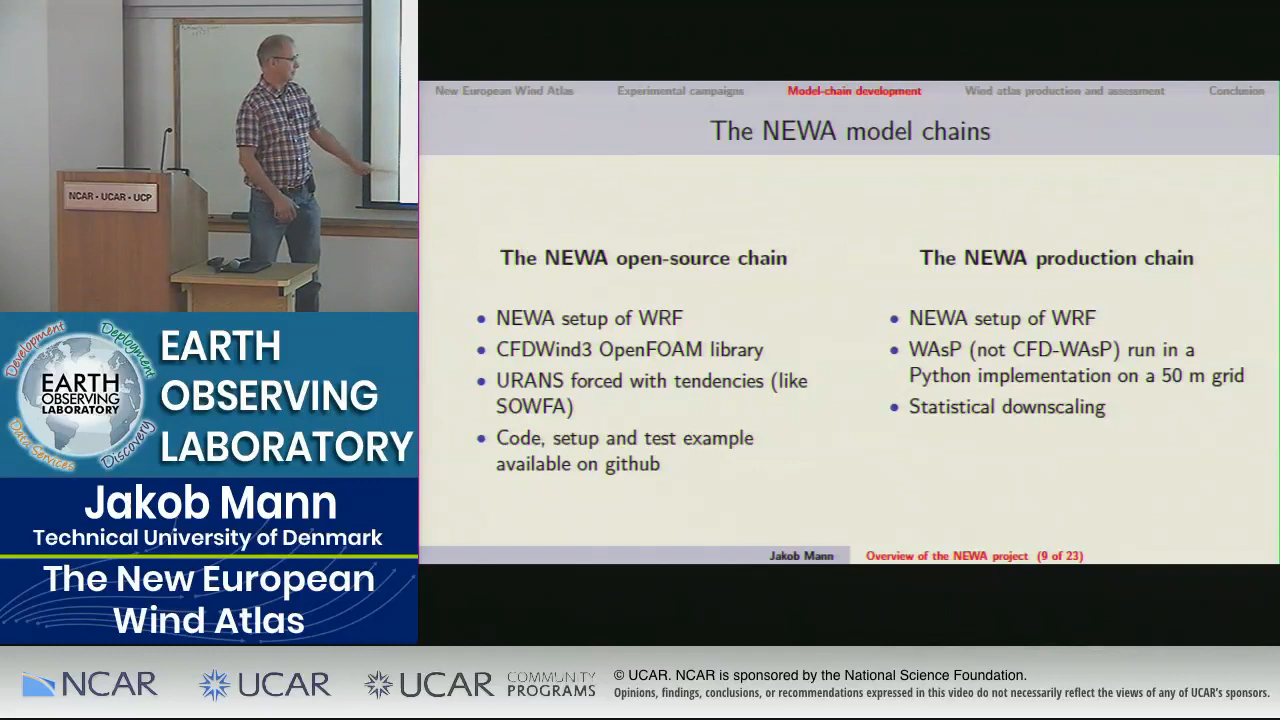 NCAR • UCAR • UCP
Development
Deployment
EARTH
OBSERVING
LABORATORY
Data Services
Discovery
EARTH
OBSERVING
LABORATORY
Jakob Mann
Technical University of Denmark
The New European
Wind Atlas
New European Wind Atlas
Experimental campaigns
Model-chain development
Wind atlas production and assessment
Conclusion
The NEWA model chains
The NEWA open-source chain
• NEWA setup of WRF
• CFDWind3 OpenFOAM library
• URANS forced with tendencies (like
SOWFA)
• Code, setup and test example
available on github
The NEWA production chain
• NEWA setup of WRF
• WAsP (not CFD-WAsP) run in a
Python implementation on a 50 m grid
• Statistical downscaling
Jakob Mann
Overview of the NEWA project (9 of 23)
NCAR
UCAR
UCAR
COMMUNITY
PROGRAMS
© UCAR. NCAR is sponsored by the National Science Foundation.
Opinions, findings, conclusions, or recommendations expressed in this video do not necessarily reflect the views of any of UCAR's sponsors.